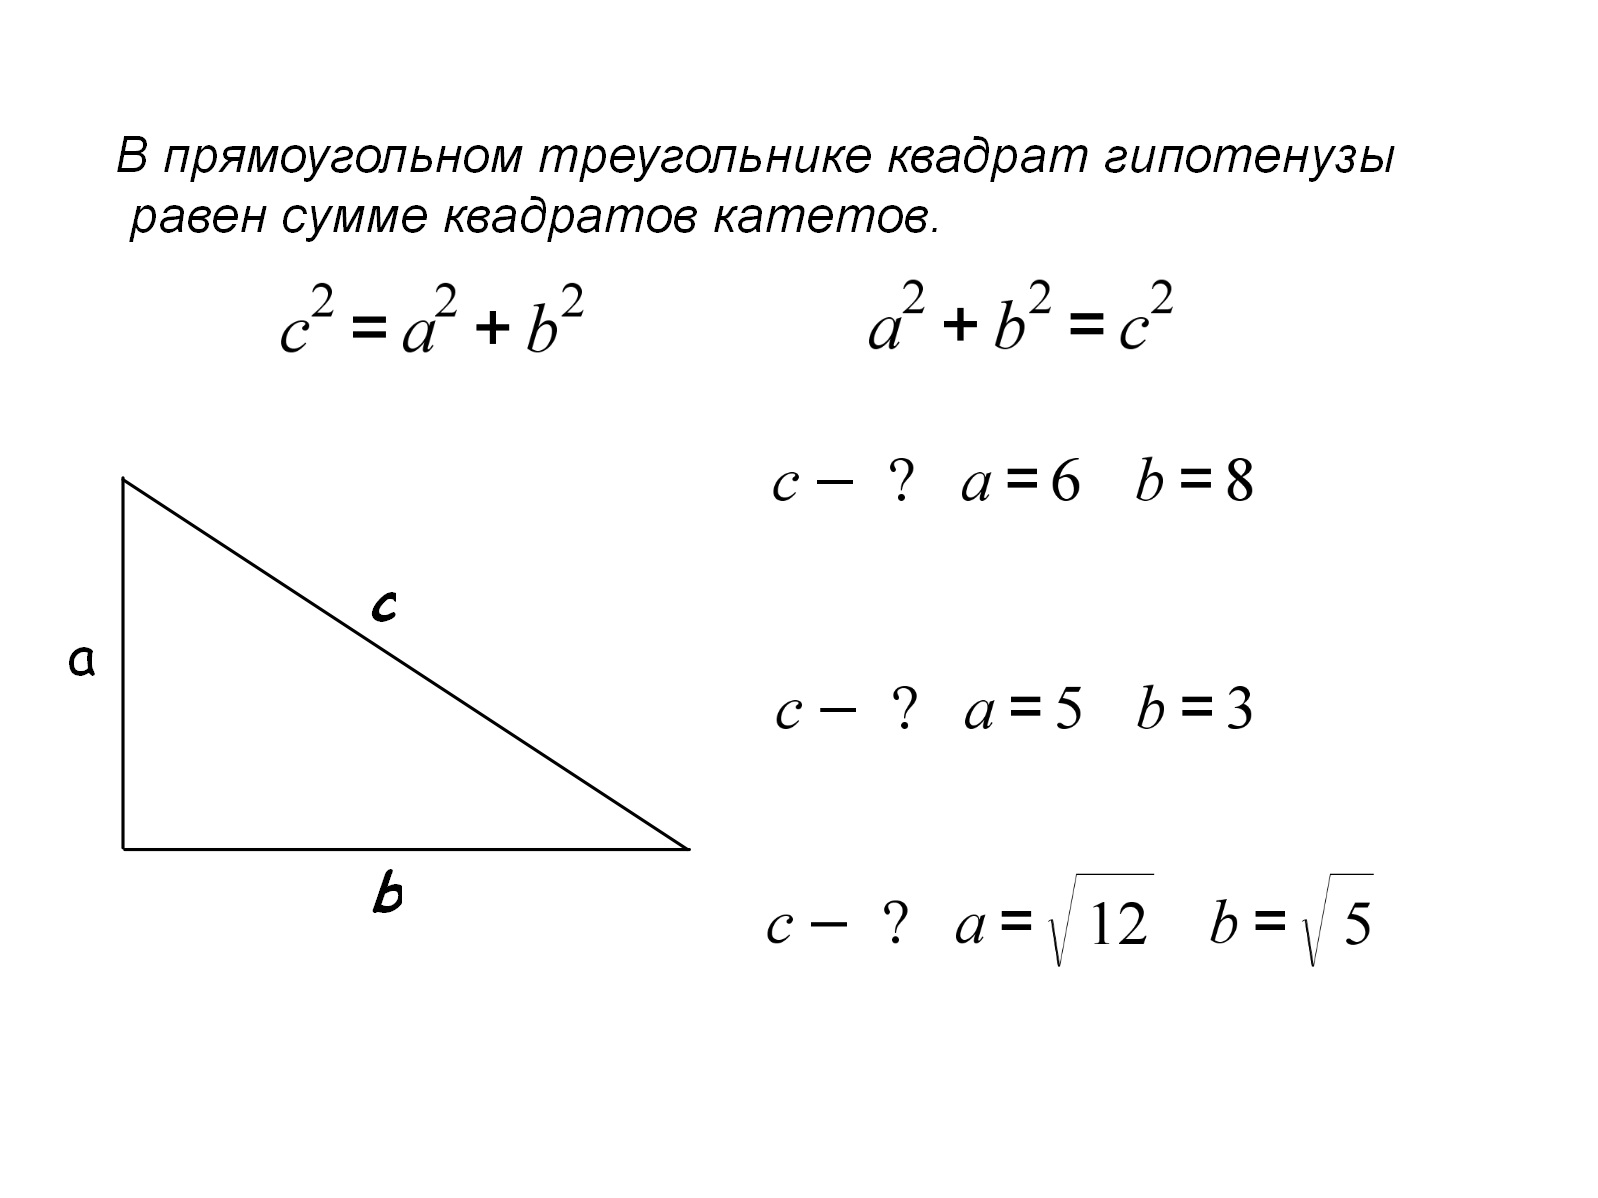 В прямоугольном треугольнике квадрат гипотенузы
равен сумме квадратов катетов.
c² = a² + b² a² + b² = c²
c – ? a = 6 b = 8
c
a
c – ? a = 5 b = 3
b
c – ? a = √12 b = √5